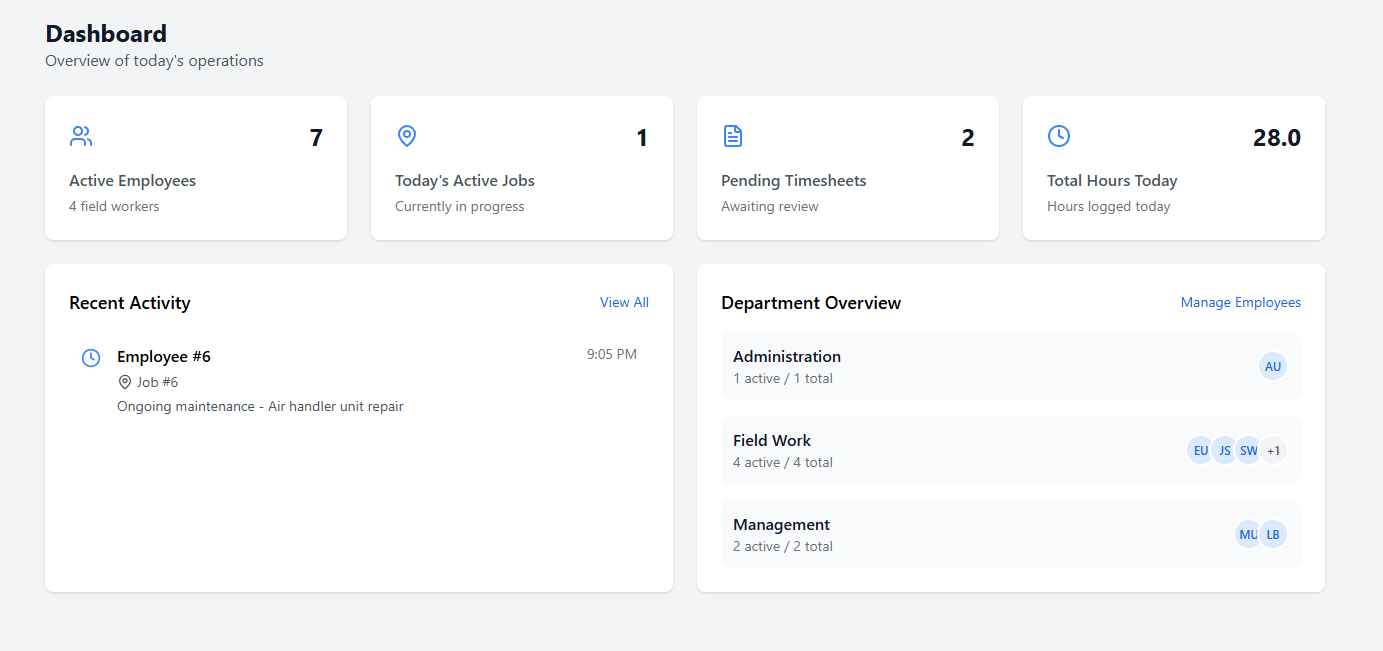 Dashboard
Overview of today's operations
7
Active Employees
4 field workers
1
Today's Active Jobs
Currently in progress
2
Pending Timesheets
Awaiting review
28.0
Total Hours Today
Hours logged today
Recent Activity
View All
Employee #6
9:05 PM
Job #6
Ongoing maintenance - Air handler unit repair
Department Overview
Manage Employees
Administration
1 active / 1 total
AU
Field Work
4 active / 4 total
EU JS SW +1
Management
2 active / 2 total
MU LB